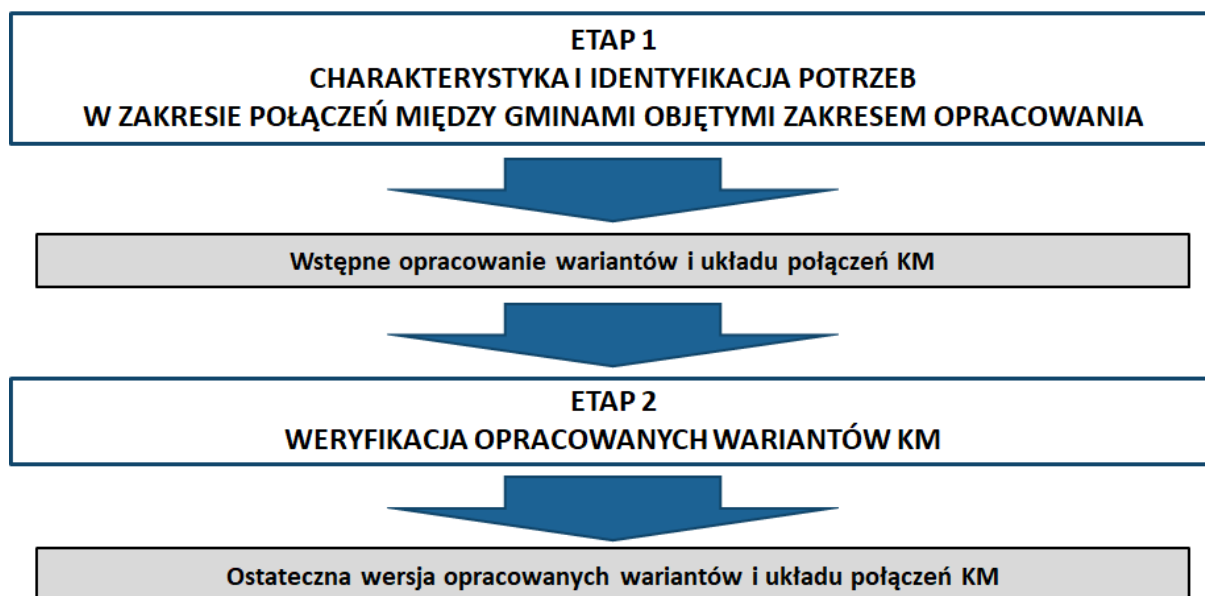 ETAP 1
CHARAKTERYSTYKA I IDENTYFIKACJA POTRZEB
W ZAKRESIE POŁĄCZEŃ MIĘDZY GMINAMI OBJĘTYMI ZAKRESEM OPRACOWANIA
Wstępne opracowanie wariantów i układu połączeń KM
ETAP 2
WERYFIKACJA OPRACOWANYCH WARIANTÓW KM
Ostateczna wersja opracowanych wariantów i układu połączeń KM